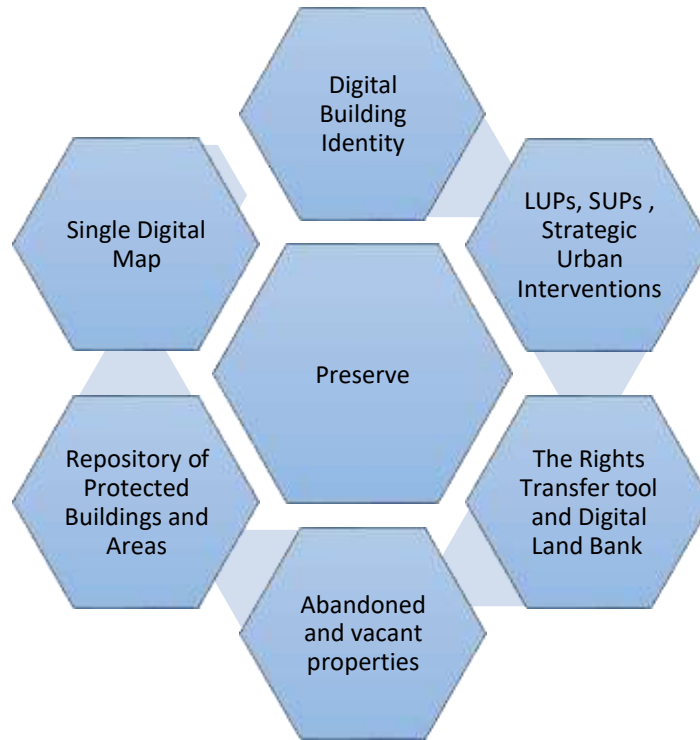 Digital
Building
Identity
LUPs, SUPs ,
Strategic
Urban
Interventions
The Rights
Transfer tool
and Digital
Land Bank
Abandoned
and vacant
properties
Repository of
Protected
Buildings and
Areas
Single Digital
Map
Preserve